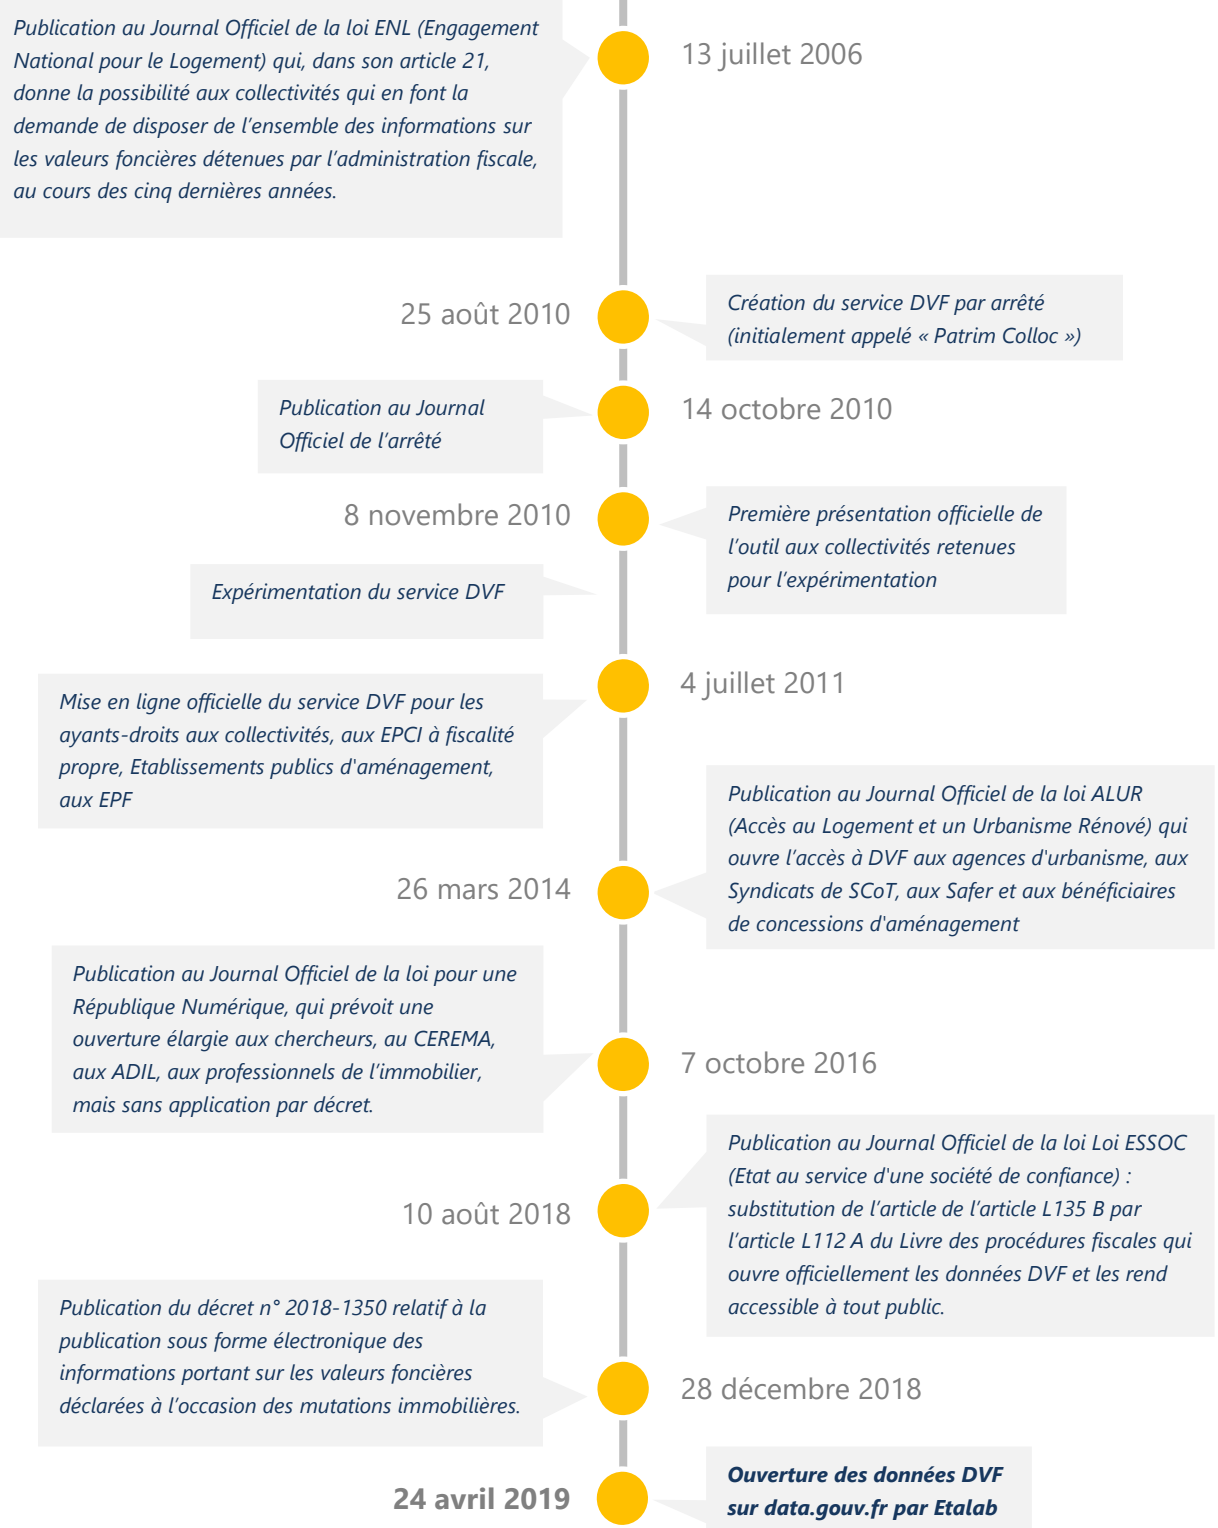 Publication au Journal Officiel de la loi ENL (Engagement
National pour le Logement) qui, dans son article 21,
donne la possibilité aux collectivités qui en font la
demande de disposer de l’ensemble des informations sur
les valeurs foncières détenues par l’administration fiscale,
au cours des cinq dernières années.
13 juillet 2006
25 août 2010
Création du service DVF par arrêté
(initialement appelé « Patrim Colloc »)
Publication au Journal
Officiel de l’arrêté
14 octobre 2010
8 novembre 2010
Première présentation officielle de
l’outil aux collectivités retenues
pour l’expérimentation
Expérimentation du service DVF
Mise en ligne officielle du service DVF pour les
ayants-droits aux collectivités, aux EPCI à fiscalité
propre, Etablissements publics d'aménagement,
aux EPF
4 juillet 2011
26 mars 2014
Publication au Journal Officiel de la loi ALUR
(Accès au Logement et un Urbanisme Rénové) qui
ouvre l’accès à DVF aux agences d'urbanisme, aux
Syndicats de SCoT, aux Safer et aux bénéficiaires
de concessions d'aménagement
Publication au Journal Officiel de la loi pour une
République Numérique, qui prévoit une
ouverture élargie aux chercheurs, au CEREMA,
aux ADIL, aux professionnels de l’immobilier,
mais sans application par décret.
7 octobre 2016
10 août 2018
Publication au Journal Officiel de la loi Loi ESSOC
(Etat au service d'une société de confiance) :
substitution de l’article de l’article L135 B par
l’article L112 A du Livre des procédures fiscales qui
ouvre officiellement les données DVF et les rend
accessible à tout public.
Publication du décret n° 2018-1350 relatif à la
publication sous forme électronique des
informations portant sur les valeurs foncières
déclarées à l’occasion des mutations immobilières.
28 décembre 2018
24 avril 2019
Ouverture des données DVF
sur data.gouv.fr par Etalab